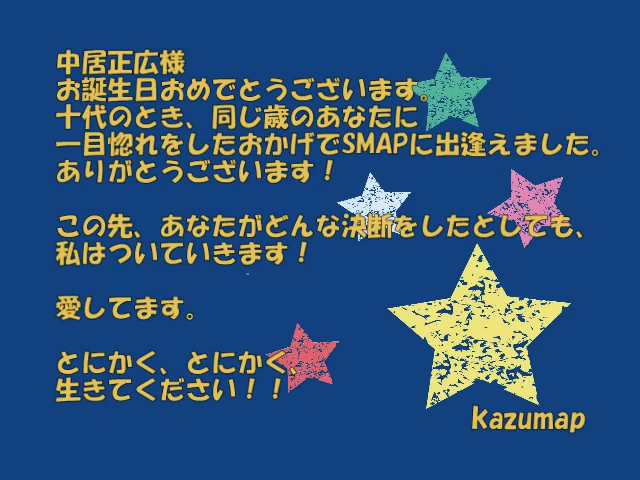 中居正広様
お誕生日おめでとうございます。
十代のとき、同じ歳のあなたに
一目惚れをしたおかげでSMAPに出逢えました。
ありがとうございます！
この先、あなたがどんな決断をしたとしても、
私はついていきます！
愛してます。
とにかく、とにかく、
生きてください！！
Kazumap